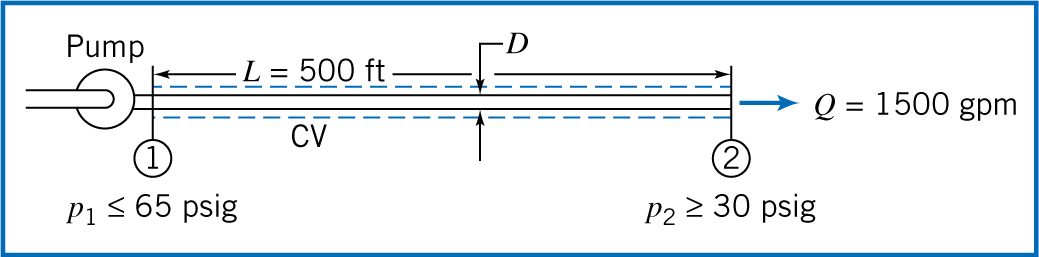 Pump
D
L = 500 ft
Q = 1500 gpm
CV
1
2
p1 ≤ 65 psig
p2 ≥ 30 psig